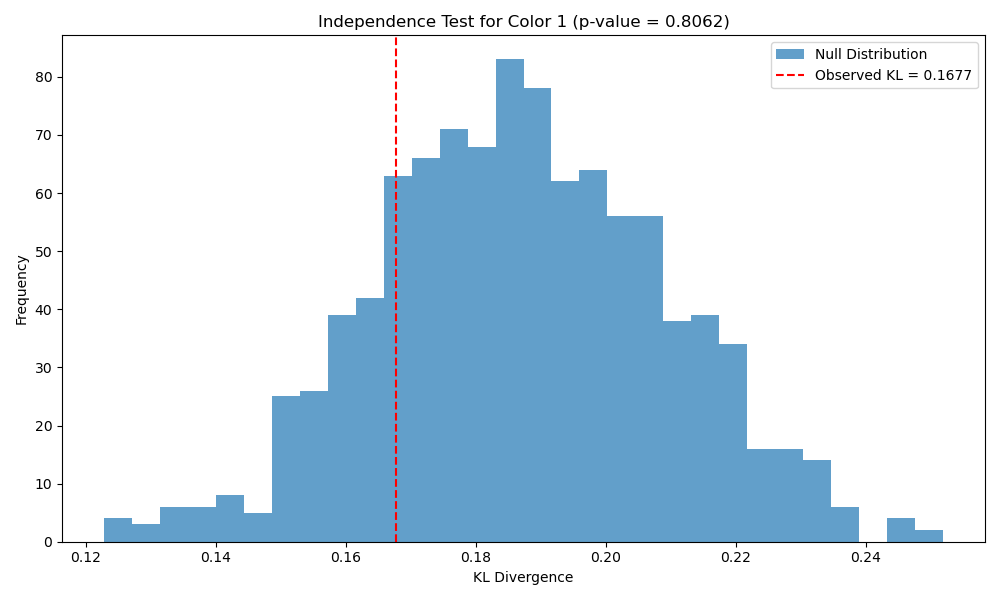 Independence Test for Color 1 (p-value = 0.8062)
Null Distribution
Observed KL = 0.1677
Frequency
80
70
60
50
40
30
20
10
0
0.12 0.14 0.16 0.18 0.20 0.22 0.24
KL Divergence